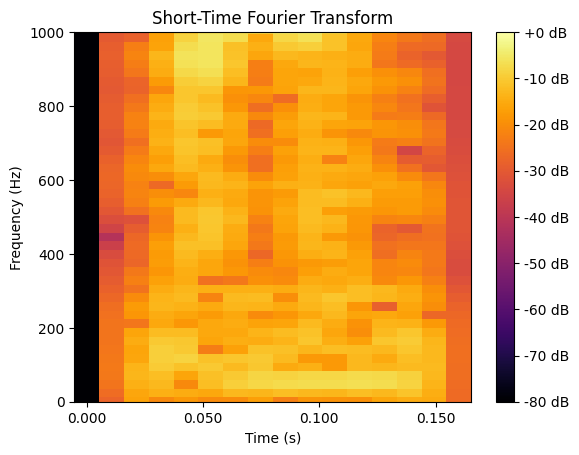 Short-Time Fourier Transform
1000
800
600
400
200
0
Frequency (Hz)
0.000
0.050
0.100
0.150
Time (s)
+0 dB
-10 dB
-20 dB
-30 dB
-40 dB
-50 dB
-60 dB
-70 dB
-80 dB